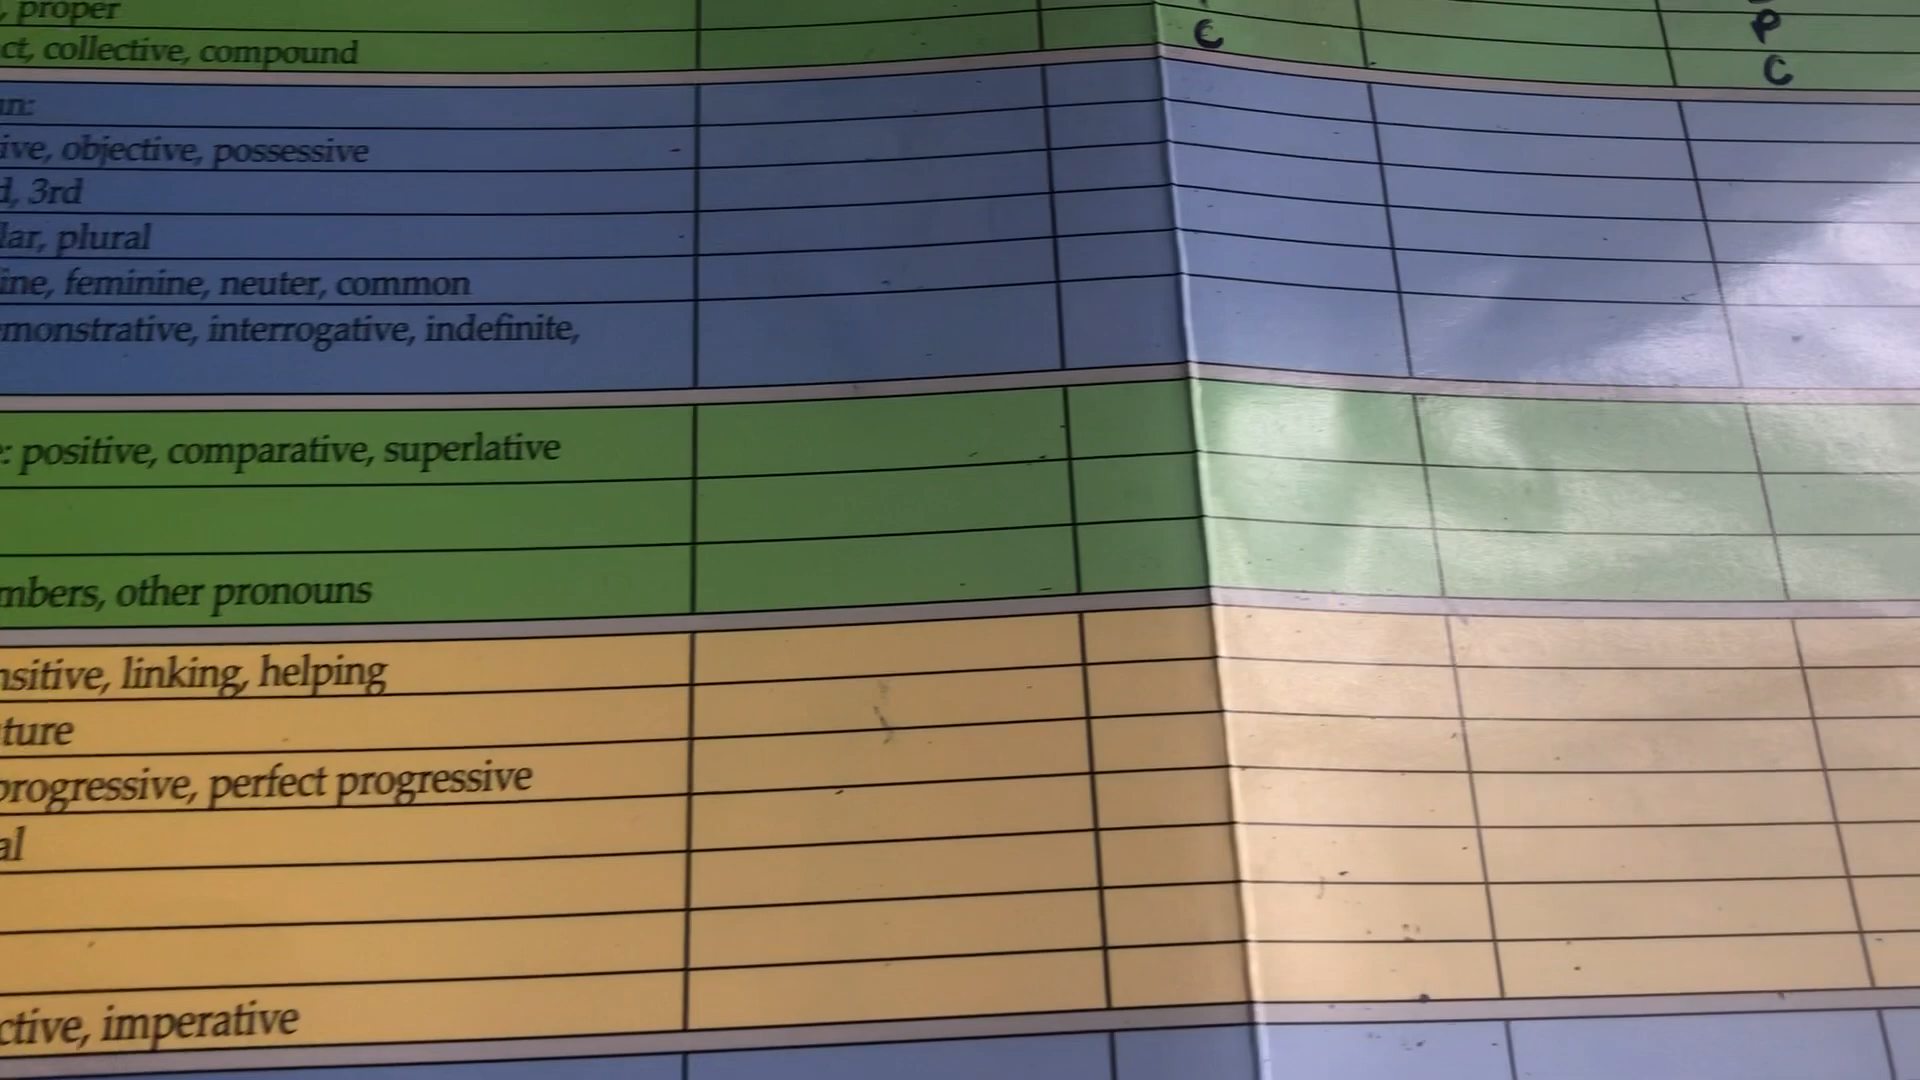 , proper
C
P
ct, collective, compound
C
un:
ive, objective, possessive
d, 3rd
lar, plural
ine, feminine, neuter, common
monstrative, interrogative, indefinite,
: positive, comparative, superlative
mbers, other pronouns
nsitive, linking, helping
ture
progressive, perfect progressive
al
ctive, imperative